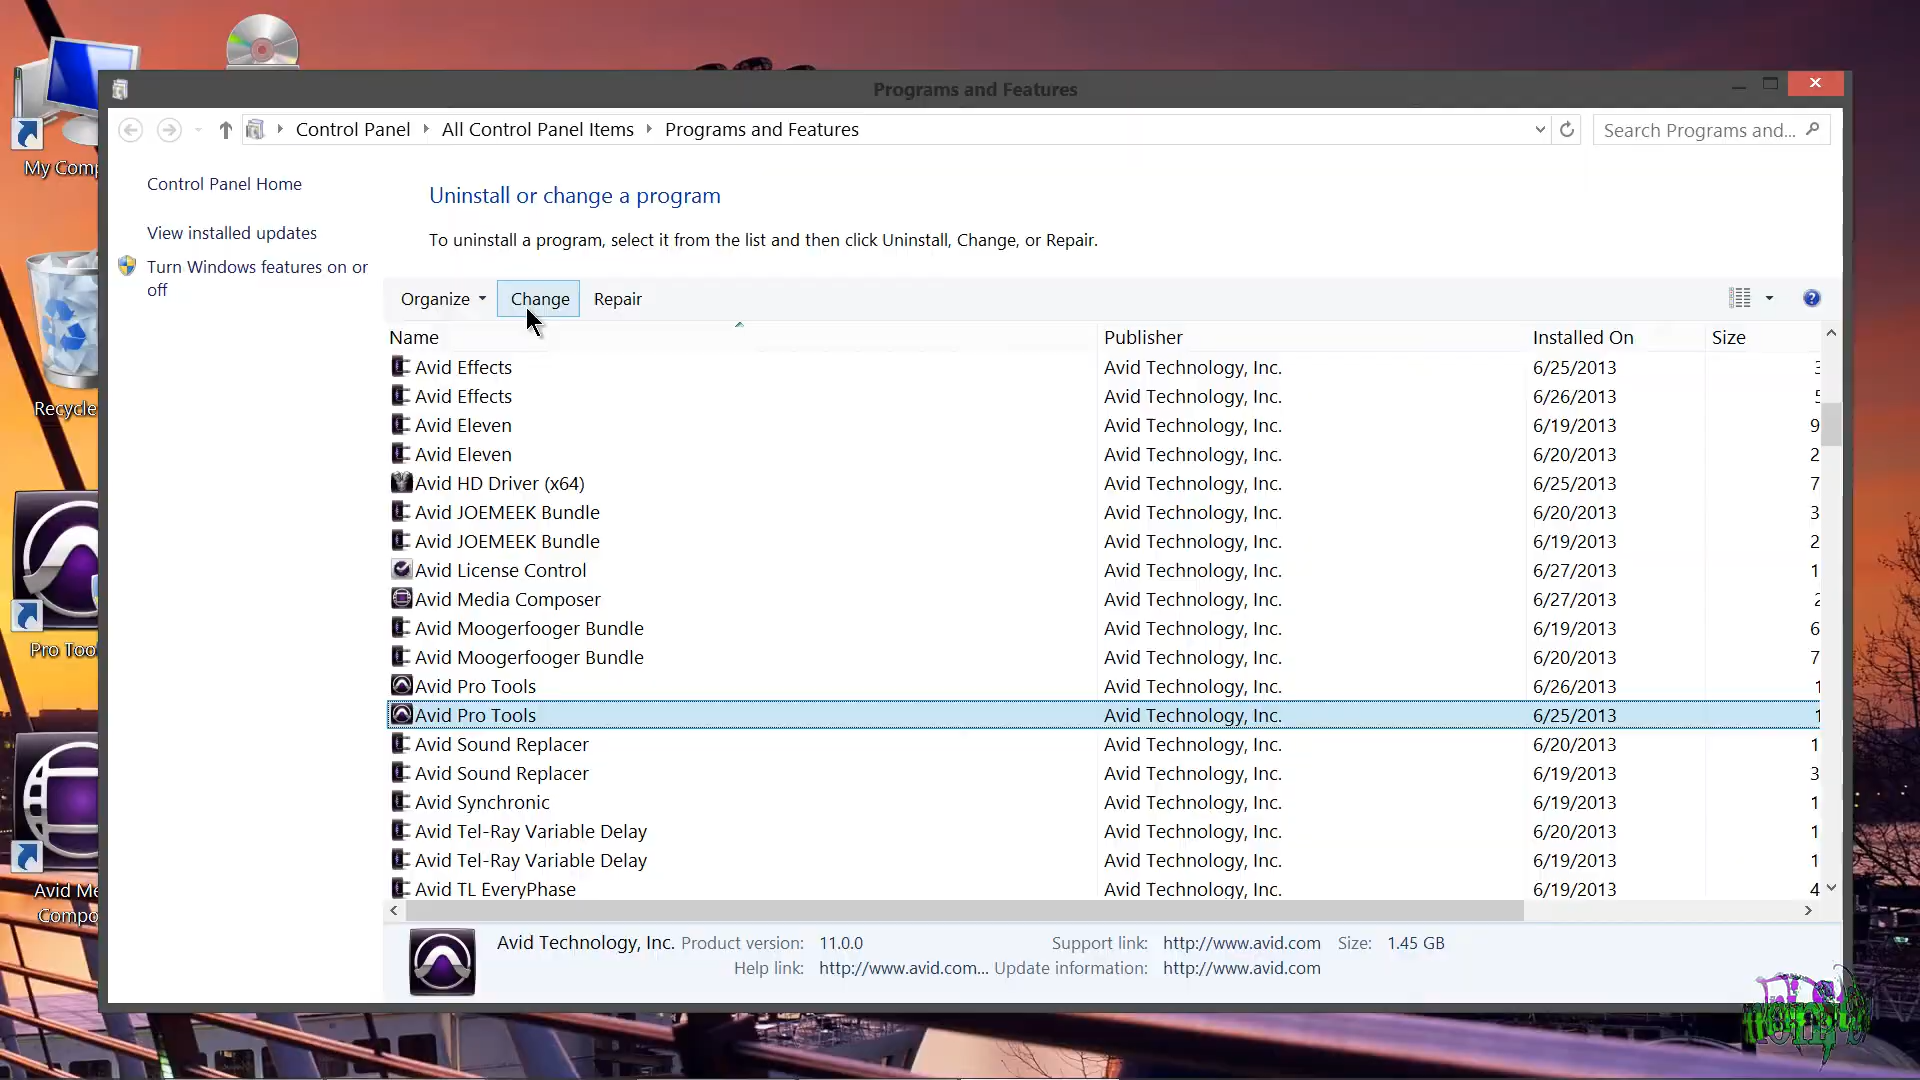 Programs and Features
Control Panel
All Control Panel Items
Programs and Features
Search Programs and...
My Comp
Recycle
Pro Too
Avid Me
Compo
Control Panel Home
View installed updates
Turn Windows features on or
off
Uninstall or change a program
To uninstall a program, select it from the list and then click Uninstall, Change, or Repair.
Organize Change Repair
Name Publisher Installed On Size
Avid Effects Avid Technology, Inc. 6/25/2013 3
Avid Effects Avid Technology, Inc. 6/26/2013 5
Avid Eleven Avid Technology, Inc. 6/19/2013 9
Avid Eleven Avid Technology, Inc. 6/20/2013 2
Avid HD Driver (x64) Avid Technology, Inc. 6/25/2013 7
Avid JOEMEEK Bundle Avid Technology, Inc. 6/20/2013 3
Avid JOEMEEK Bundle Avid Technology, Inc. 6/19/2013 2
Avid License Control Avid Technology, Inc. 6/27/2013 1
Avid Media Composer Avid Technology, Inc. 6/27/2013 2
Avid Moogerfooger Bundle Avid Technology, Inc. 6/19/2013 6
Avid Moogerfooger Bundle Avid Technology, Inc. 6/20/2013 7
Avid Pro Tools Avid Technology, Inc. 6/26/2013 1
Avid Pro Tools Avid Technology, Inc. 6/25/2013 1
Avid Sound Replacer Avid Technology, Inc. 6/20/2013 1
Avid Sound Replacer Avid Technology, Inc. 6/19/2013 3
Avid Synchronic Avid Technology, Inc. 6/19/2013 1
Avid Tel-Ray Variable Delay Avid Technology, Inc. 6/20/2013 1
Avid Tel-Ray Variable Delay Avid Technology, Inc. 6/19/2013 1
Avid TL EveryPhase Avid Technology, Inc. 6/19/2013 4
Avid Technology, Inc. Product version: 11.0.0 Support link: http://www.avid.com Size: 1.45 GB
Help link: http://www.avid.com... Update information: http://www.avid.com